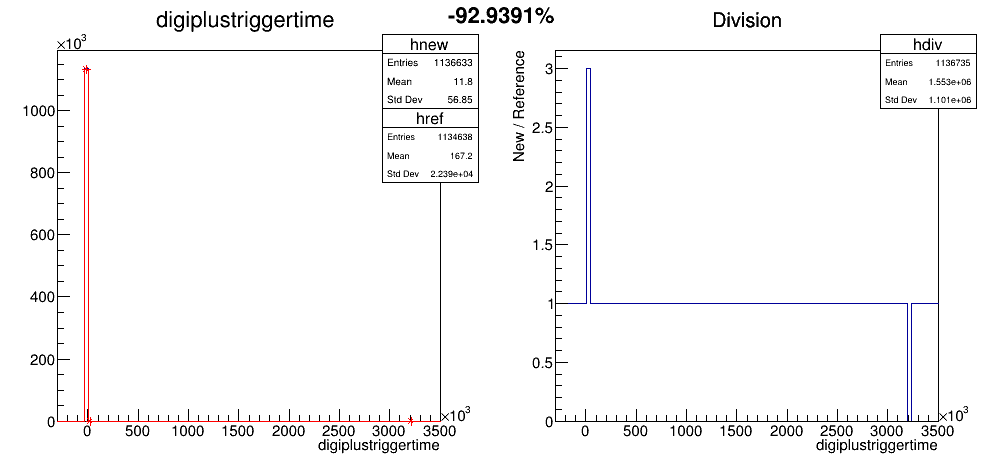 digiplustriggertime
-92.9391%
Division
×10³
hnew
Entries 1136633
Mean 11.8
Std Dev 56.85
href
Entries 1134638
Mean 167.2
Std Dev 2.239e+04
1000
800
600
400
200
0
0 500 1000 1500 2000 2500 3000 3500
×10³
digiplustriggertime
hdiv
Entries 1136735
Mean 1.553e+06
Std Dev 1.101e+06
New / Reference
3
2.5
2
1.5
1
0.5
0
0 500 1000 1500 2000 2500 3000 3500
×10³
digiplustriggertime